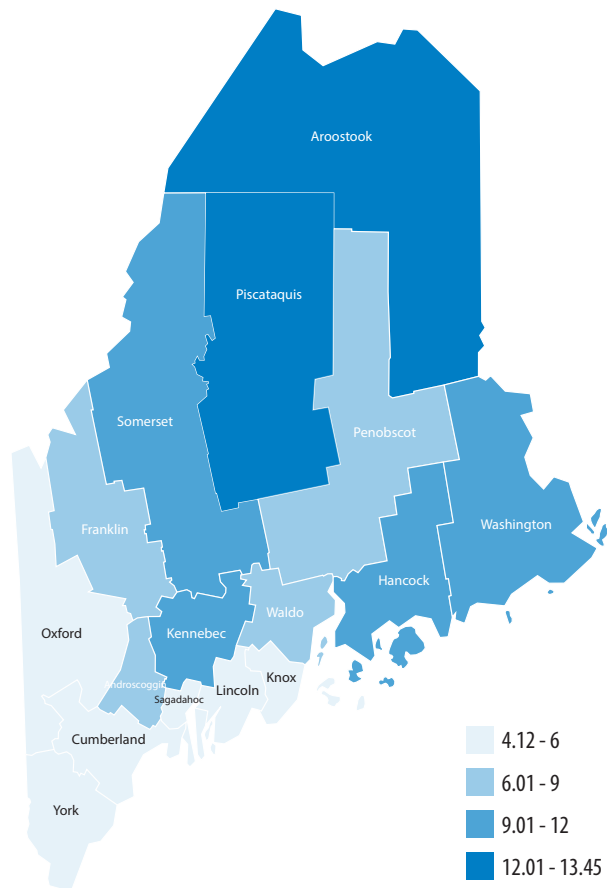 Aroostook
Piscataquis
Somerset
Penobscot
Washington
Franklin
Hancock
Waldo
Oxford
Kennebec
Knox
Androscoggin
Lincoln
Sagadahoc
Cumberland
York
4.12 - 6
6.01 - 9
9.01 - 12
12.01 - 13.45